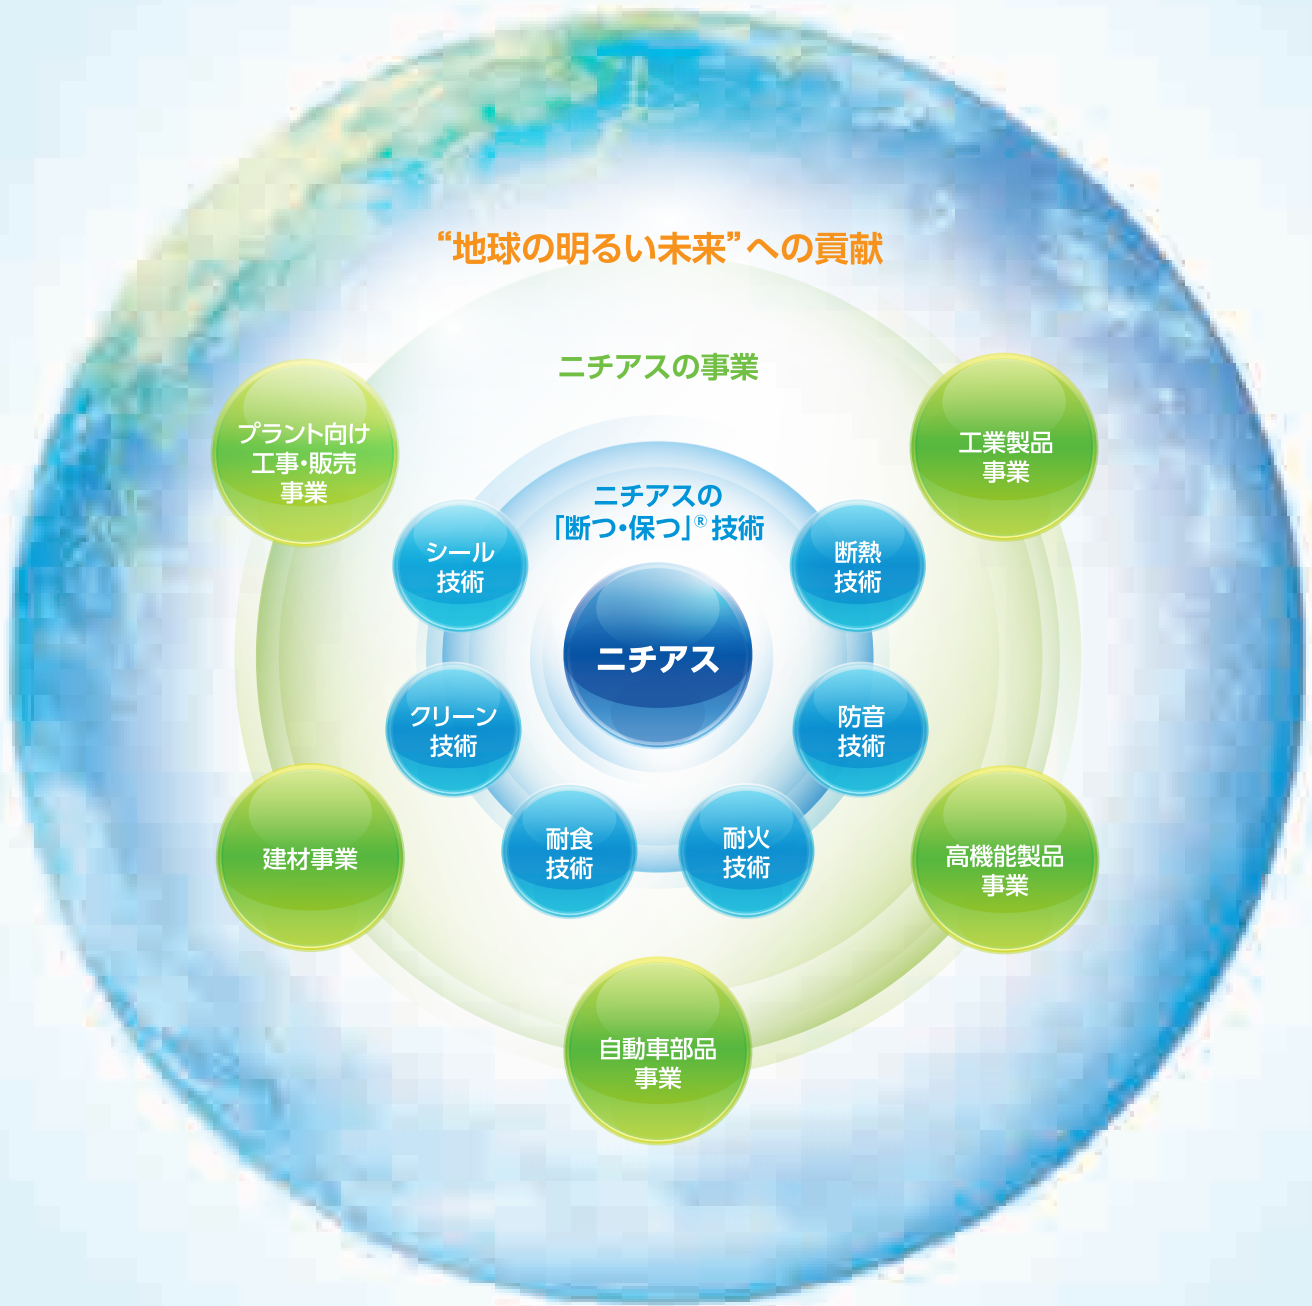 “地球の明るい未来”への貢献
ニチアスの事業
プラント向け
工事・販売
事業
工業製品
事業
ニチアスの
「断つ・保つ」®技術
シール
技術
断熱
技術
ニチアス
クリーン
技術
防音
技術
耐食
技術
耐火
技術
建材事業
高機能製品
事業
自動車部品
事業